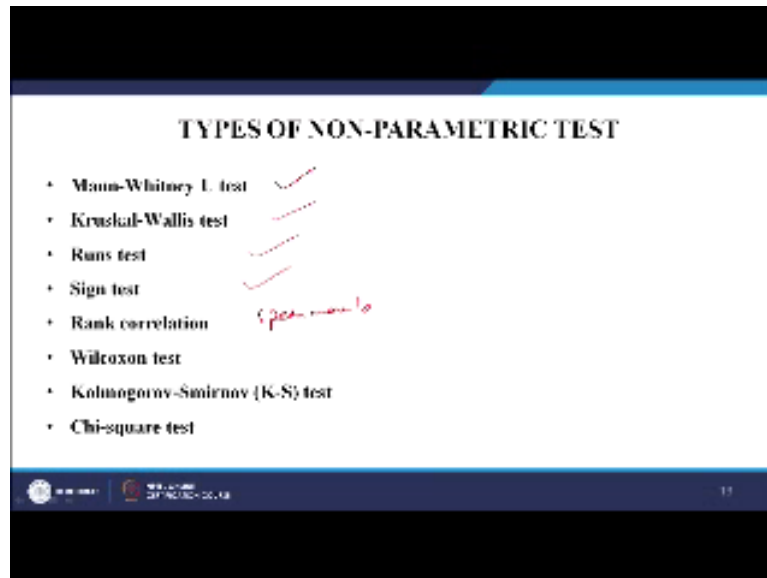 TYPES OF NON-PARAMETRIC TEST
• Mann-Whitney U test
• Kruskal-Wallis test
• Runs test
• Sign test
• Rank correlation Spearman's
• Wilcoxon test
• Kolmogorov-Smirnov (K-S) test
• Chi-square test